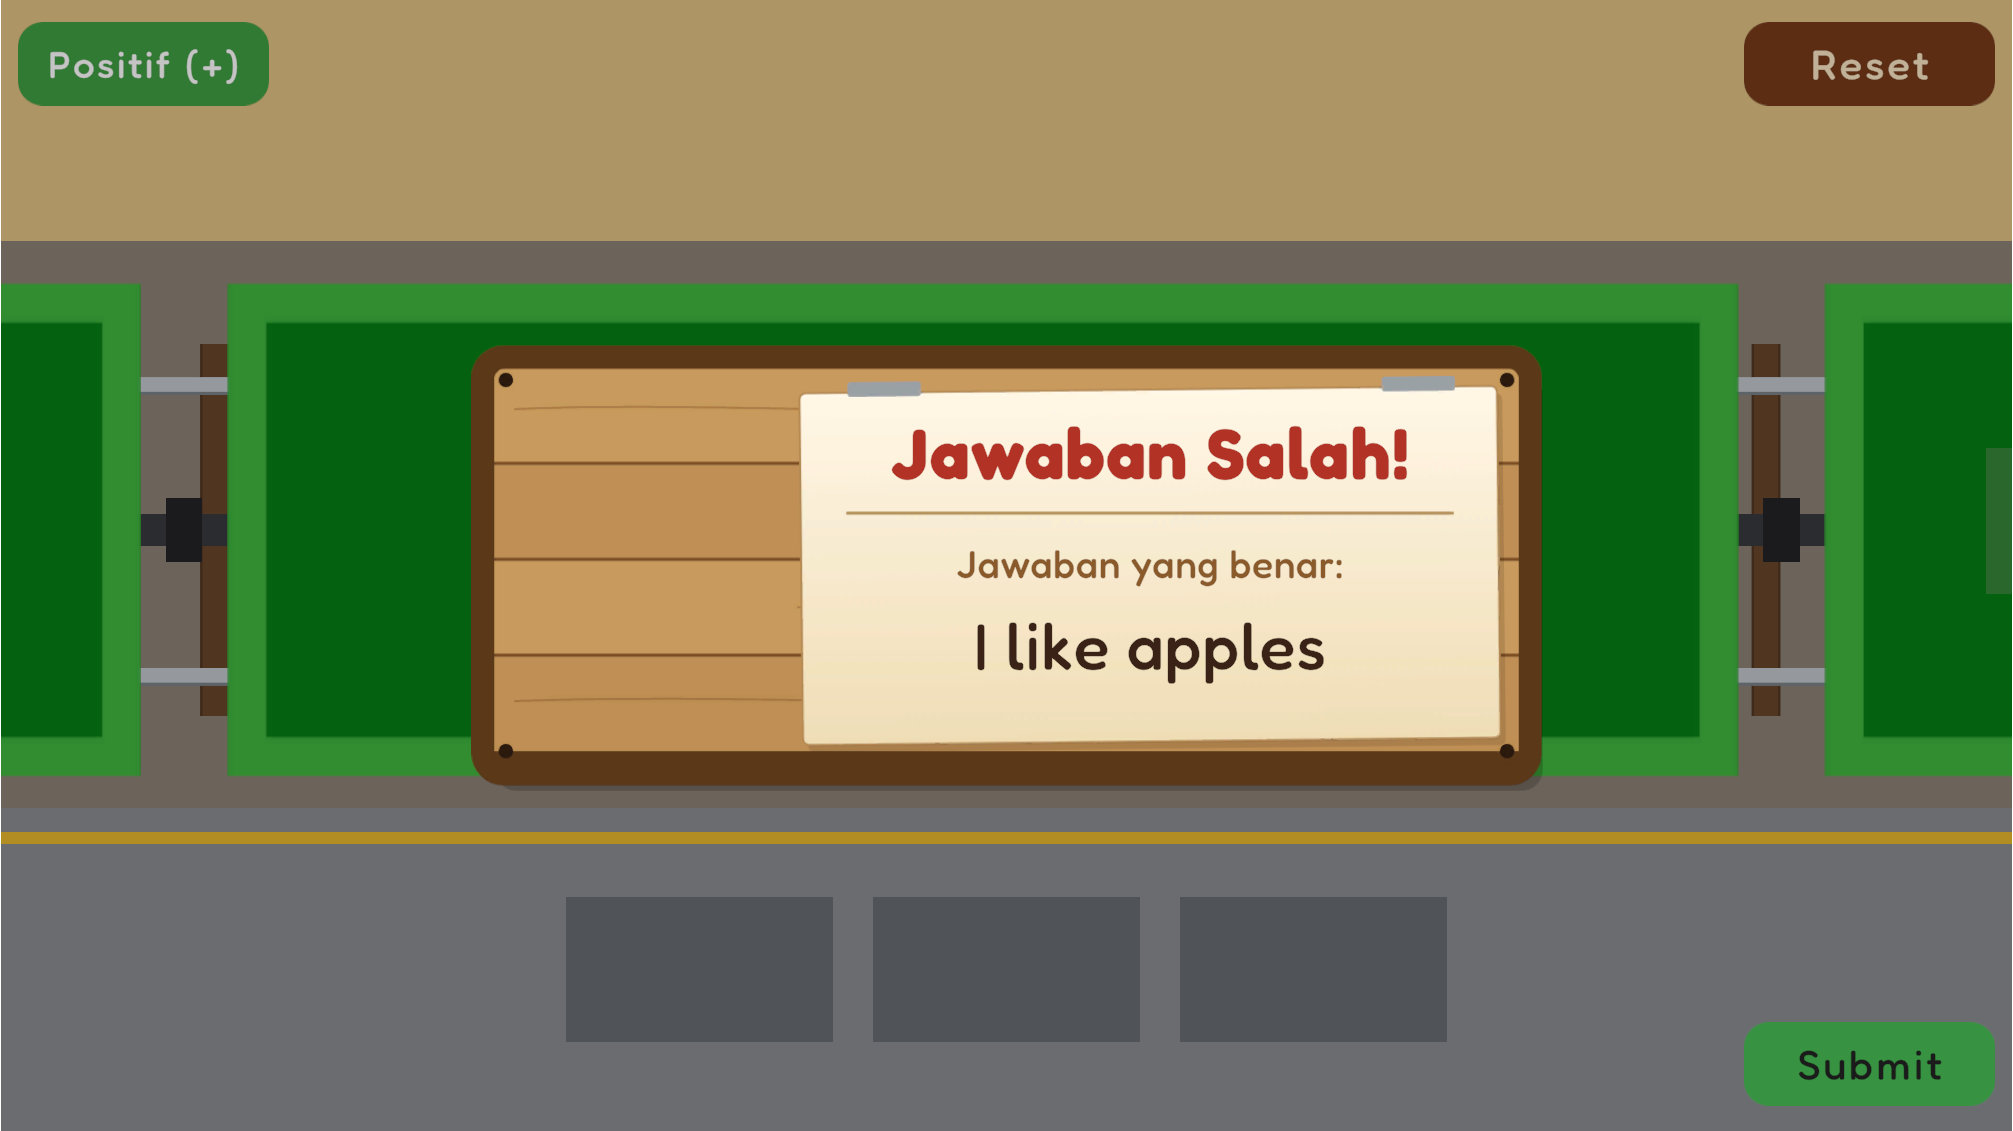 Positif (+)
Reset
Jawaban Salah!
Jawaban yang benar:
I like apples
Submit